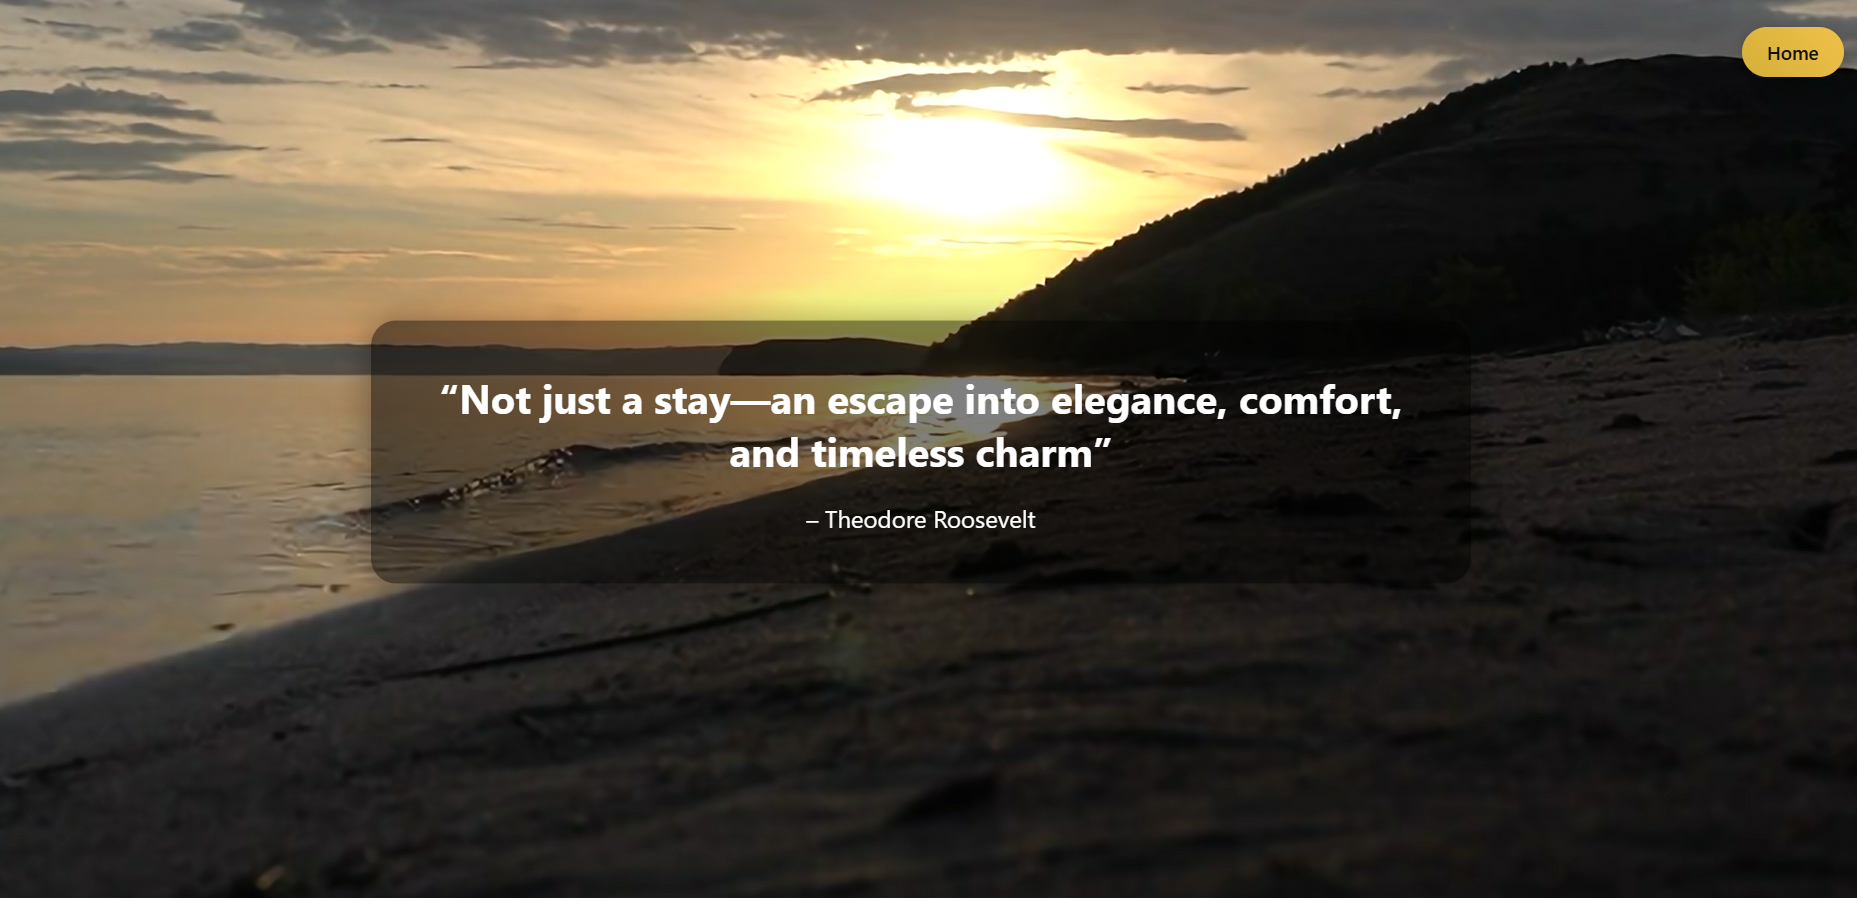 Home
“Not just a stay—an escape into elegance, comfort,
and timeless charm”
– Theodore Roosevelt